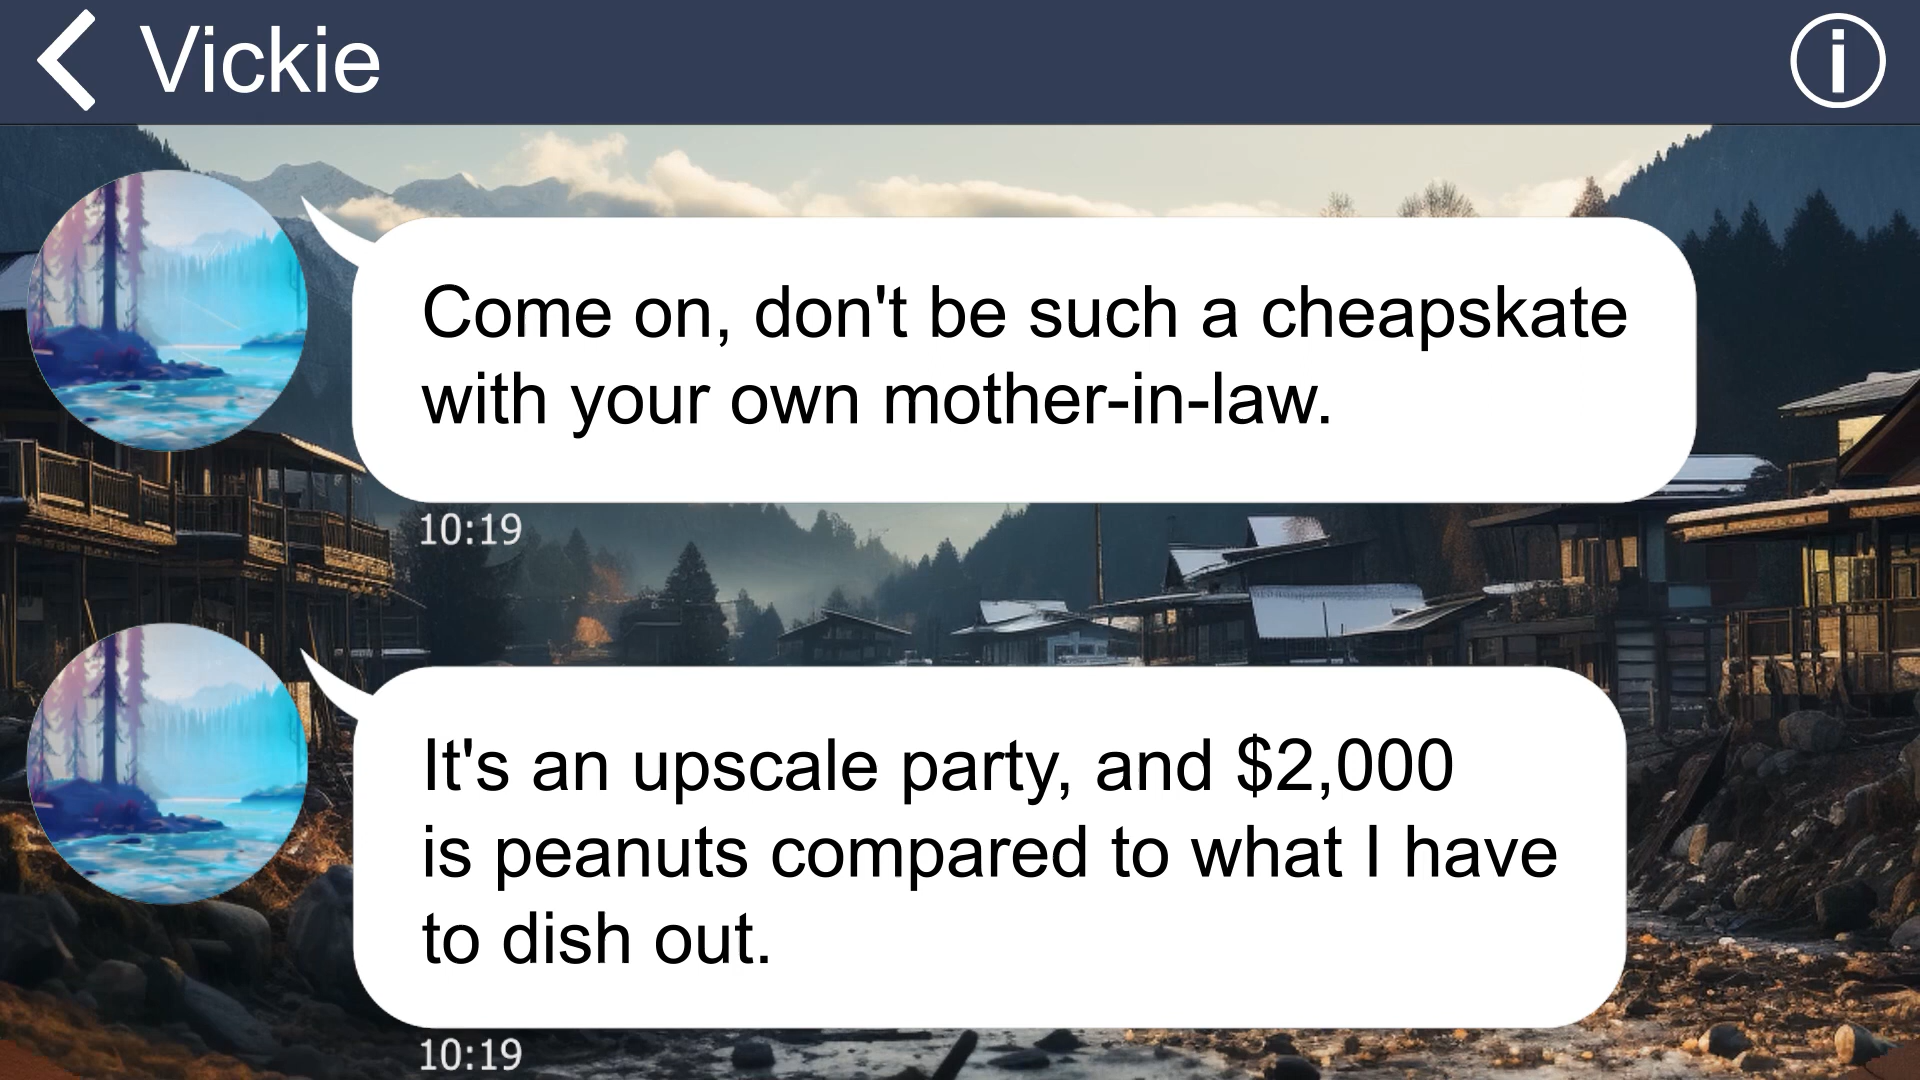 Vickie
Come on, don't be such a cheapskate
with your own mother-in-law.
10:19
It's an upscale party, and $2,000
is peanuts compared to what I have
to dish out.
10:19